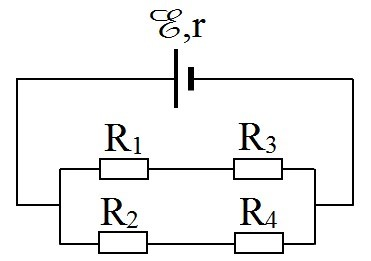 ℰ,r
R₁ R₃
R₂ R₄